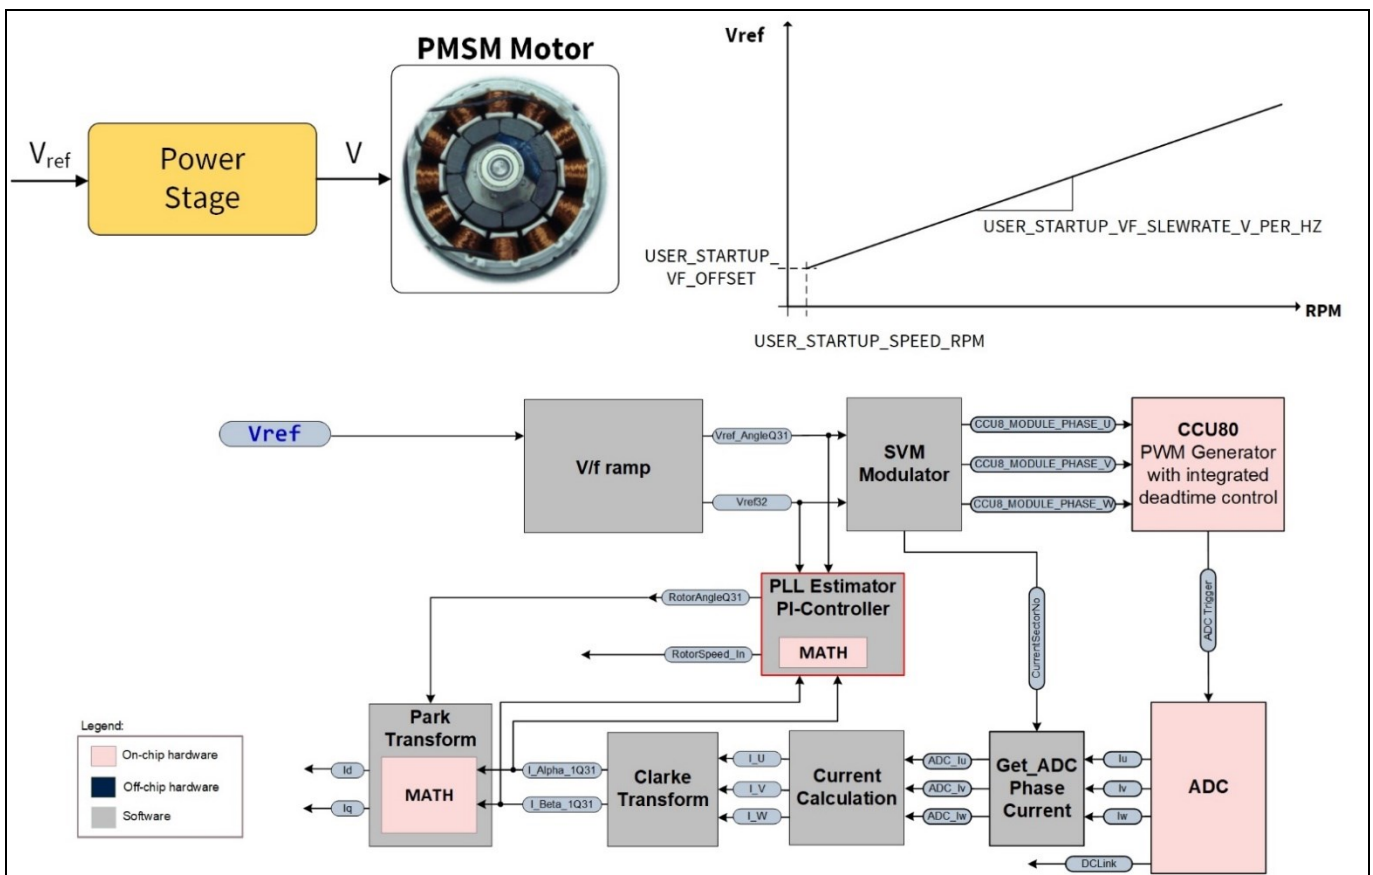 PMSM Motor
Vref
Power
Stage
V
Vref
USER_STARTUP_VF_SLEWRATE_V_PER_HZ
USER_STARTUP_
VF_OFFSET
RPM
USER_STARTUP_SPEED_RPM
Vref
V/f ramp
Vref_AngleQ31
Vref32
SVM
Modulator
CCU8_MODULE_PHASE_U
CCU8_MODULE_PHASE_V
CCU8_MODULE_PHASE_W
CCU80
PWM Generator
with integrated
deadtime control
PLL Estimator
PI-Controller
MATH
RotorAngleQ31
RotorSpeed_In
CurrentSectorNo
ADC Trigger
Legend:
On-chip hardware
Off-chip hardware
Software
Park
Transform
MATH
Id
Iq
I_Alpha_1Q31
I_Beta_1Q31
Clarke
Transform
I_U
I_V
I_W
Current
Calculation
ADC_Iu
ADC_Iv
ADC_Iw
Get_ADC
Phase
Current
Iu
Iv
Iw
ADC
DCLink